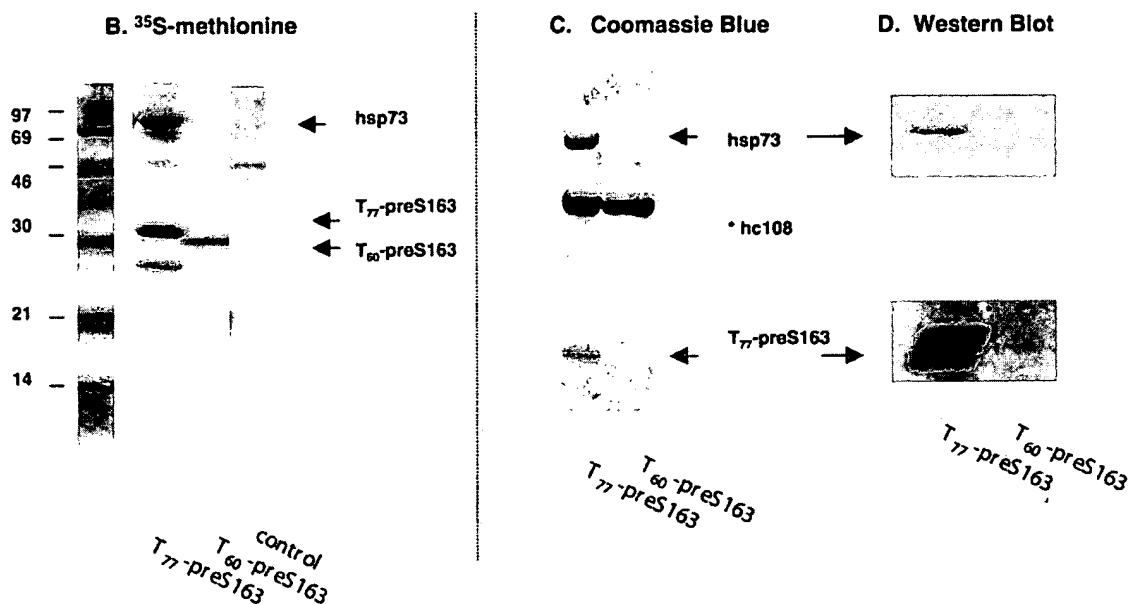 B. ³⁵S-methionine
97
69
46
30
21
14
hsp73
T₇₇-preS163
T₆₀-preS163
T₇₇-preS163
T₆₀-preS163
control
C. Coomassie Blue
hsp73
* hc108
T₇₇-preS163
T₇₇-preS163
T₆₀-preS163
D. Western Blot
T₇₇-preS163
T₆₀-preS163